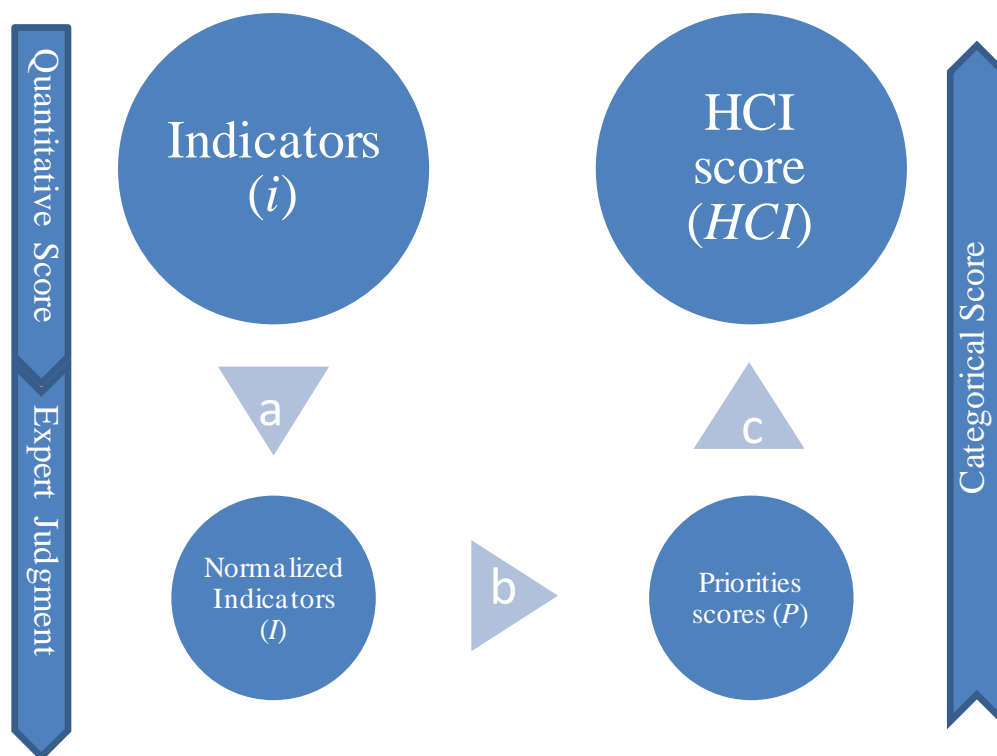 Quantitative Score
Expert Judgment
Indicators
(i)
a
Normalized
Indicators
(I)
b
Priorities
scores (P)
c
HCI
score
(HCI)
Categorical Score